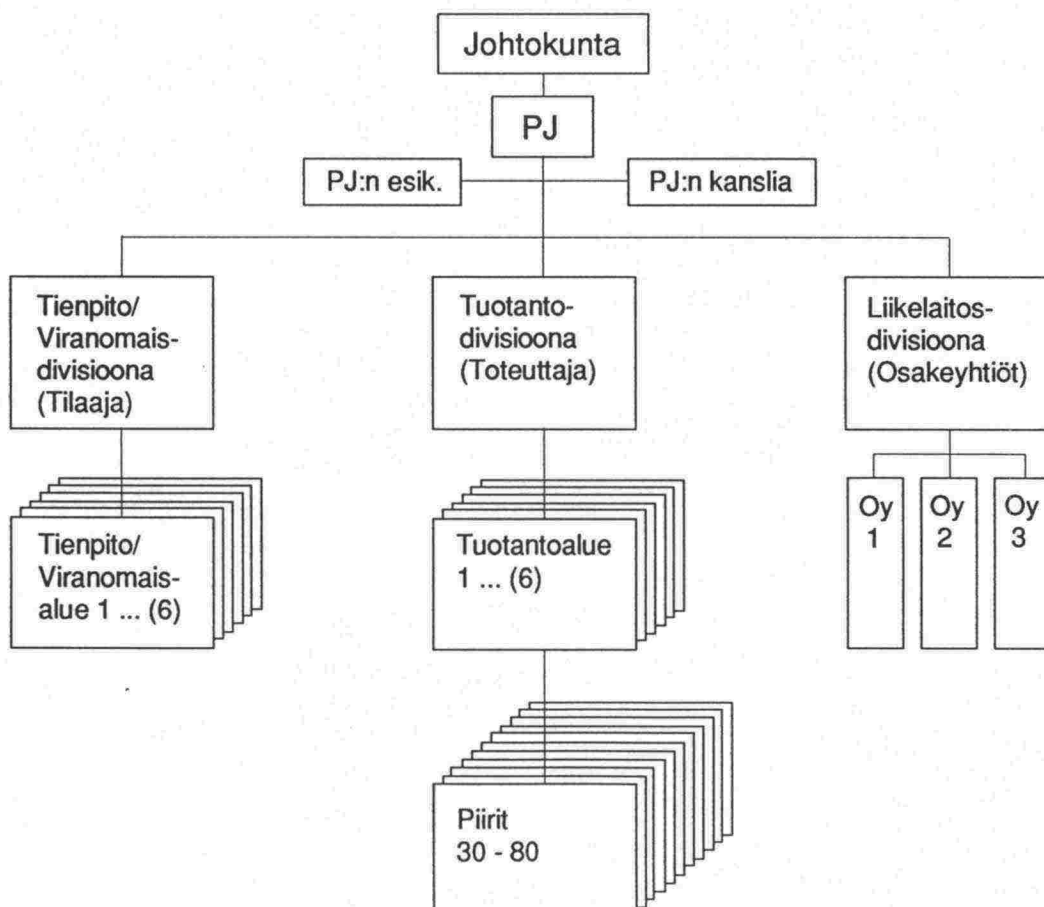 Johtokunta
PJ
PJ:n esik.
PJ:n kanslia
Tienpito/
Viranomais-
divisioona
(Tilaaja)
Tuotanto-
divisioona
(Toteuttaja)
Liikelaitos-
divisioona
(Osakeyhtiöt)
Tienpito/
Viranomais-
alue 1 ... (6)
Tuotantoalue
1 ... (6)
Oy
1
Oy
2
Oy
3
Piirit
30 - 80